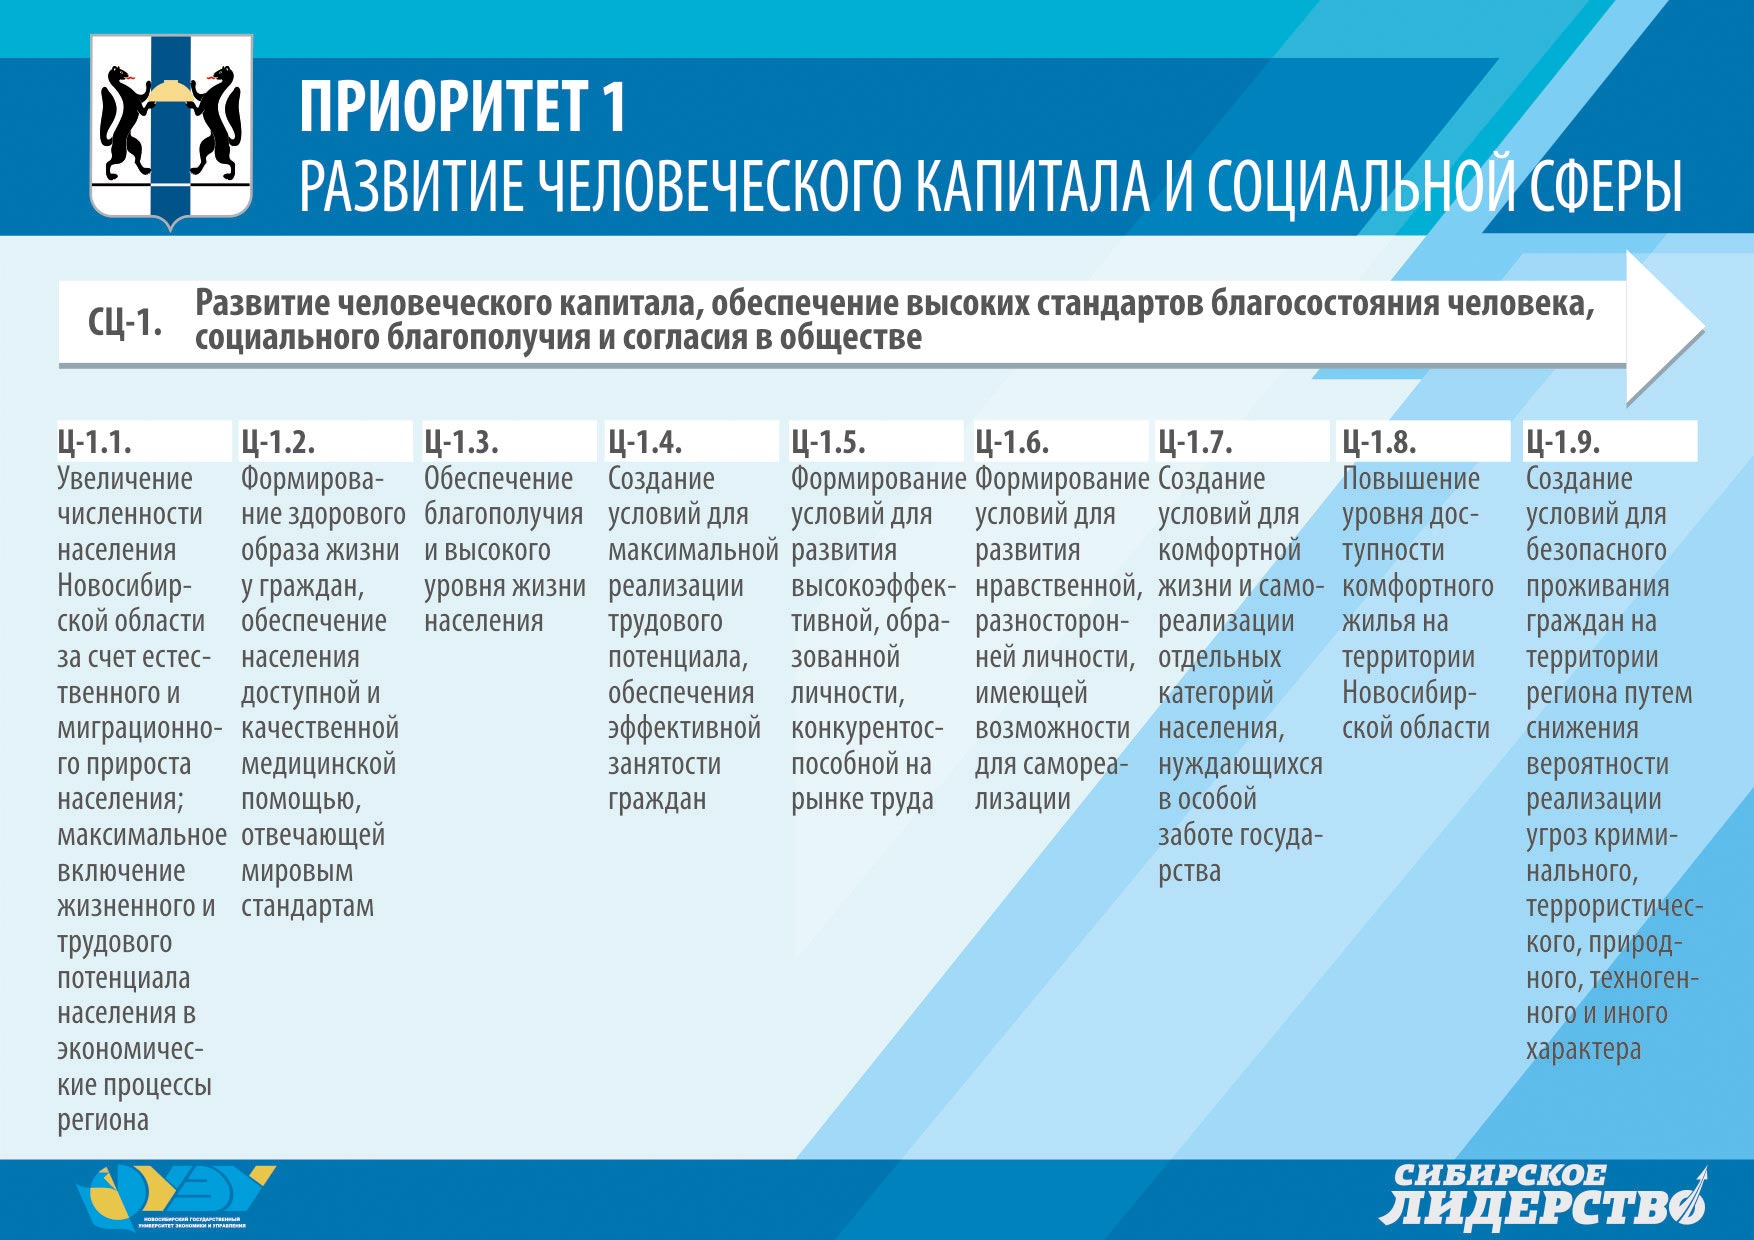 ПРИОРИТЕТ 1
РАЗВИТИЕ ЧЕЛОВЕЧЕСКОГО КАПИТАЛА И СОЦИАЛЬНОЙ СФЕРЫ
СЦ-1.
Развитие человеческого капитала, обеспечение высоких стандартов благосостояния человека,
социального благополучия и согласия в обществе
Ц-1.1.
Увеличение
численности
населения
Новосибир-
ской области
за счет естес-
твенного и
миграционно-
го прироста
населения;
максимальное
включение
жизненного и
трудового
потенциала
населения в
экономичес-
кие процессы
региона
Ц-1.2.
Формирова-
ние здорового
образа жизни
у граждан,
обеспечение
населения
доступной и
качественной
медицинской
помощью,
отвечающей
мировым
стандартам
Ц-1.3.
Обеспечение
благополучия
и высокого
уровня жизни
населения
Ц-1.4.
Создание
условий для
максимальной
реализации
трудового
потенциала,
обеспечения
эффективной
занятости
граждан
Ц-1.5.
Формирование
условий для
развития
высокоэффек-
тивной, обра-
зованной
личности,
конкурентос-
пособной на
рынке труда
Ц-1.6.
Формирование
условий для
развития
нравственной,
разносторон-
ней личности,
имеющей
возможности
для самореа-
лизации
Ц-1.7.
Создание
условий для
комфортной
жизни и само-
реализации
отдельных
категорий
населения,
нуждающихся
в особой
заботе госуда-
рства
Ц-1.8.
Повышение
уровня дос-
тупности
комфортного
жилья на
территории
Новосибир-
ской области
Ц-1.9.
Создание
условий для
безопасного
проживания
граждан на
территории
региона путем
снижения
вероятности
реализации
угроз крими-
нального,
террористичес-
кого, природ-
ного, техноген-
ного и иного
характера
УЭУ
НОВОСИБИРСКИЙ ГОСУДАРСТВЕННЫЙ
УНИВЕРСИТЕТ ЭКОНОМИКИ И УПРАВЛЕНИЯ
СИБИРСКОЕ
ЛИДЕРСТВО